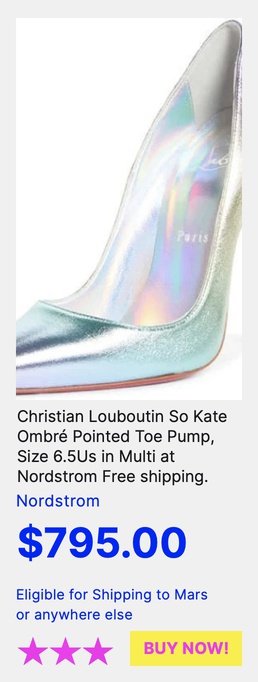 Paris
Christian Louboutin So Kate
Ombré Pointed Toe Pump,
Size 6.5Us in Multi at
Nordstrom Free shipping.
Nordstrom
$795.00
Eligible for Shipping to Mars
or anywhere else
BUY NOW!